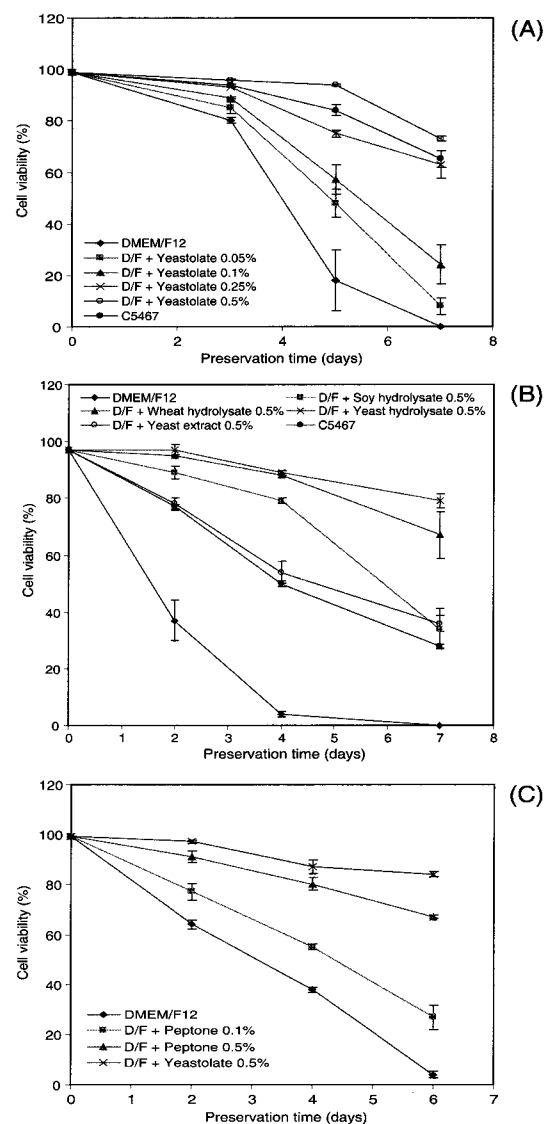 (A)
120
100
80
60
40
20
0
Cell viability (%)
DMEM/F12
D/F + Yeastolate 0.05%
D/F + Yeastolate 0.1%
D/F + Yeastolate 0.25%
D/F + Yeastolate 0.5%
C5467
0 2 4 6 8
Preservation time (days)
(B)
120
100
80
60
40
20
0
Cell viability (%)
DMEM/F12 D/F + Soy hydrolysate 0.5%
D/F + Wheat hydrolysate 0.5% D/F + Yeast hydrolysate 0.5%
D/F + Yeast extract 0.5% C5467
0 1 2 3 4 5 6 7 8
Preservation time (days)
(C)
120
100
80
60
40
20
0
Cell viability (%)
DMEM/F12
D/F + Peptone 0.1%
D/F + Peptone 0.5%
D/F + Yeastolate 0.5%
0 1 2 3 4 5 6 7
Preservation time (days)